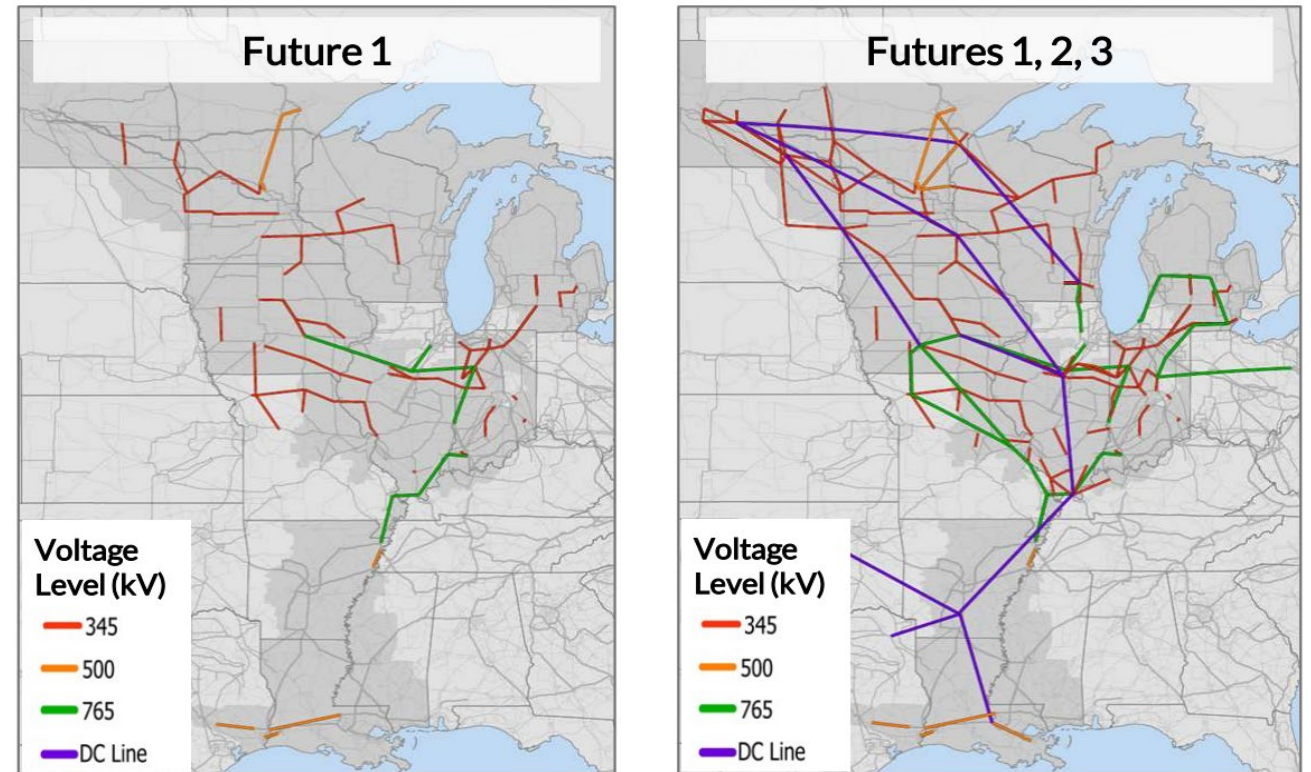 Future 1
Voltage
Level (kV)
345
500
765
DC Line
Futures 1, 2, 3
Voltage
Level (kV)
345
500
765
DC Line